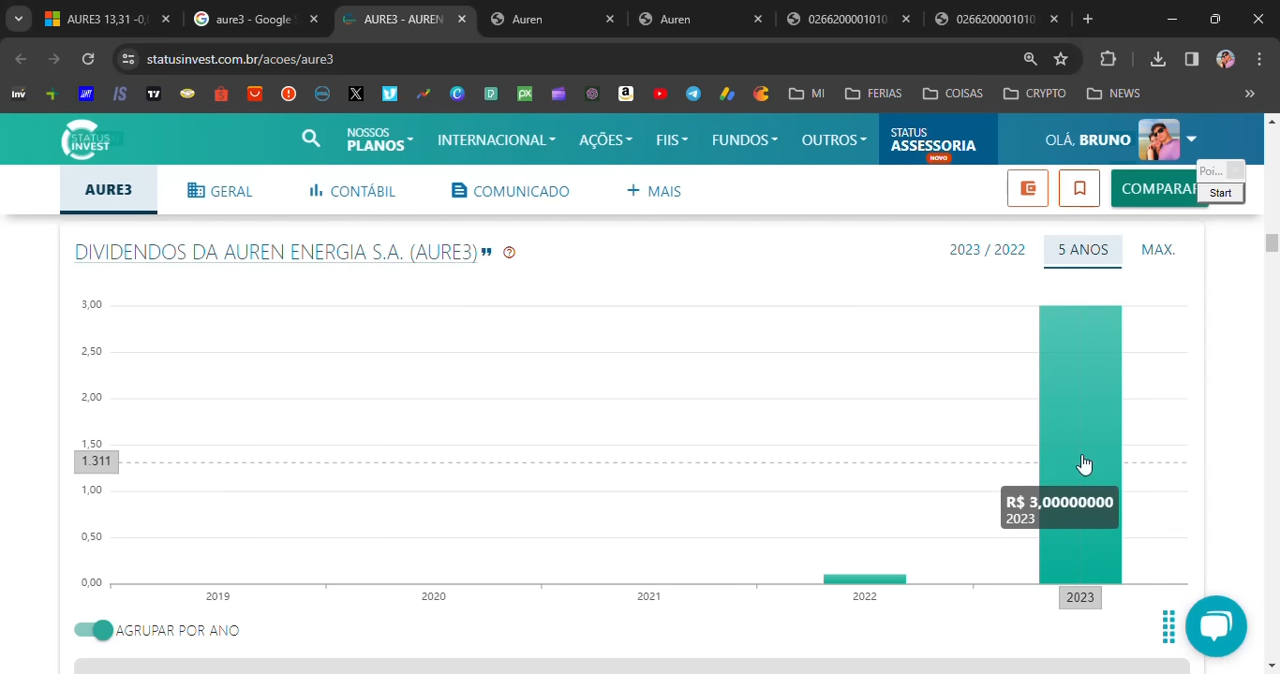 AURE3 13,31 -0,
aure3 - Google
AURE3 - AUREN
Auren
Auren
0266200001010
0266200001010
statusinvest.com.br/acoes/aure3
MI
FERIAS
COISAS
CRYPTO
NEWS
STATUS
INVEST
NOSSOS
PLANOS
INTERNACIONAL
AÇÕES
FIIS
FUNDOS
OUTROS
STATUS
ASSESSORIA
NOVO
OLÁ, BRUNO
AURE3
GERAL
CONTÁBIL
COMUNICADO
+ MAIS
COMPARAR
Poi...
Start
DIVIDENDOS DA AUREN ENERGIA S.A. (AURE3)
2023 / 2022
5 ANOS
MAX.
3,00
2,50
2,00
1,50
1.311
1,00
0,50
0,00
R$ 3,00000000
2023
2019
2020
2021
2022
2023
AGRUPAR POR ANO